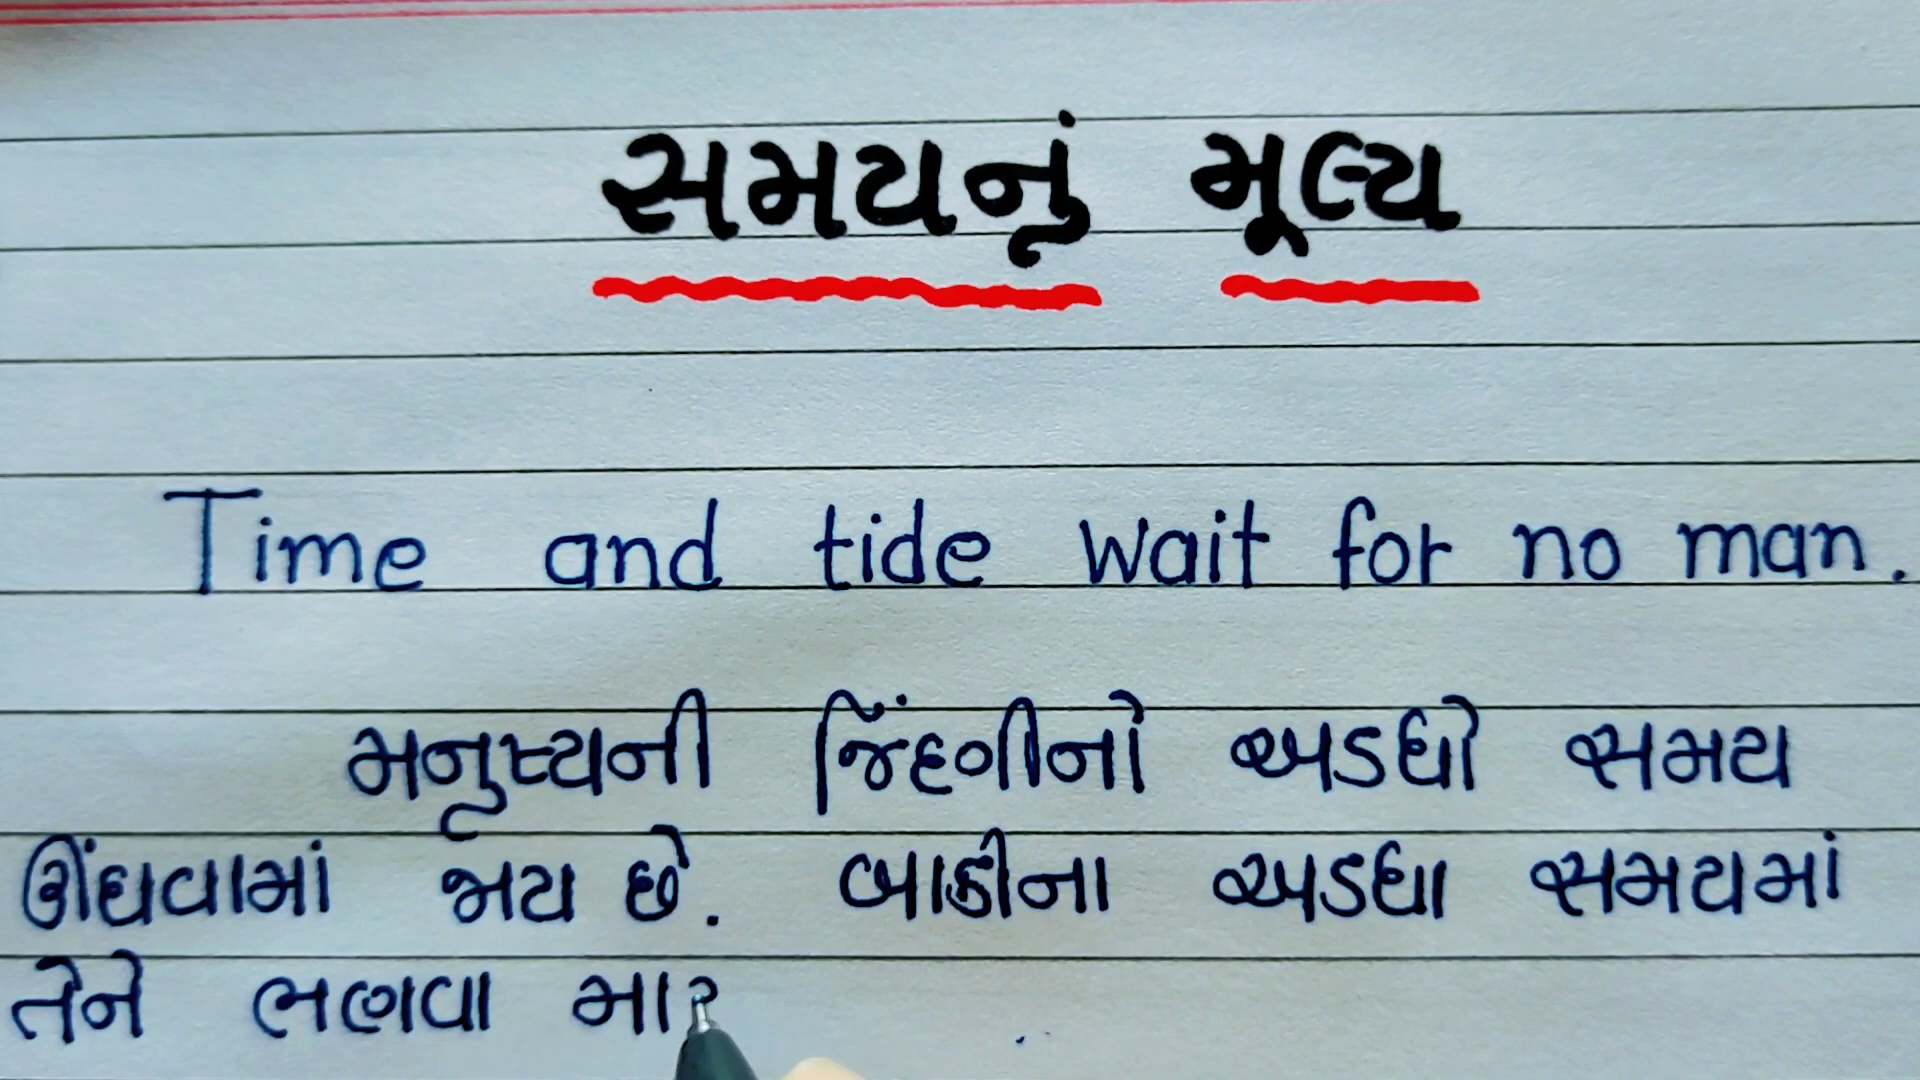 સમયનું મૂલ્ય
Time and tide wait for no man.
મનુષ્યની જિંદગીનો અડધો સમય
ઊંઘવામાં જાય છે. બાકીના અડધા સમયમાં
તેને ભણવા મા